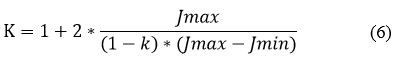 K = 1 + 2 * Jmax / ((1 − k) * (Jmax − Jmin)) (6)